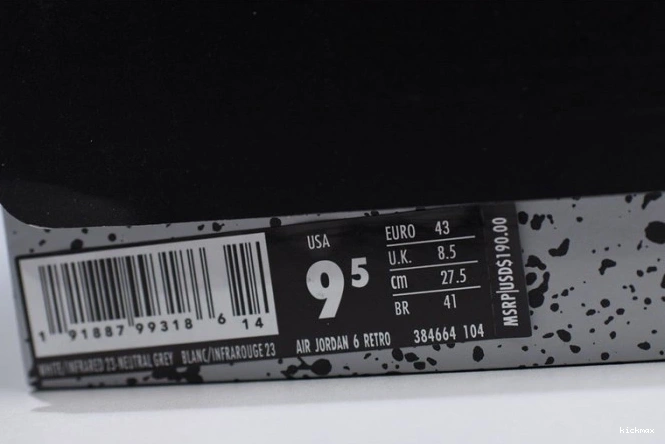 USA
9⁵
EURO 43
U.K. 8.5
cm 27.5
BR 41
MSRP|USD$190.00
1 91887 99318 6 14
AIR JORDAN 6 RETRO 384664 104
WHITE/INFRARED 23-NEUTRAL GREY BLANC/INFRAROUGE 23
hickmax